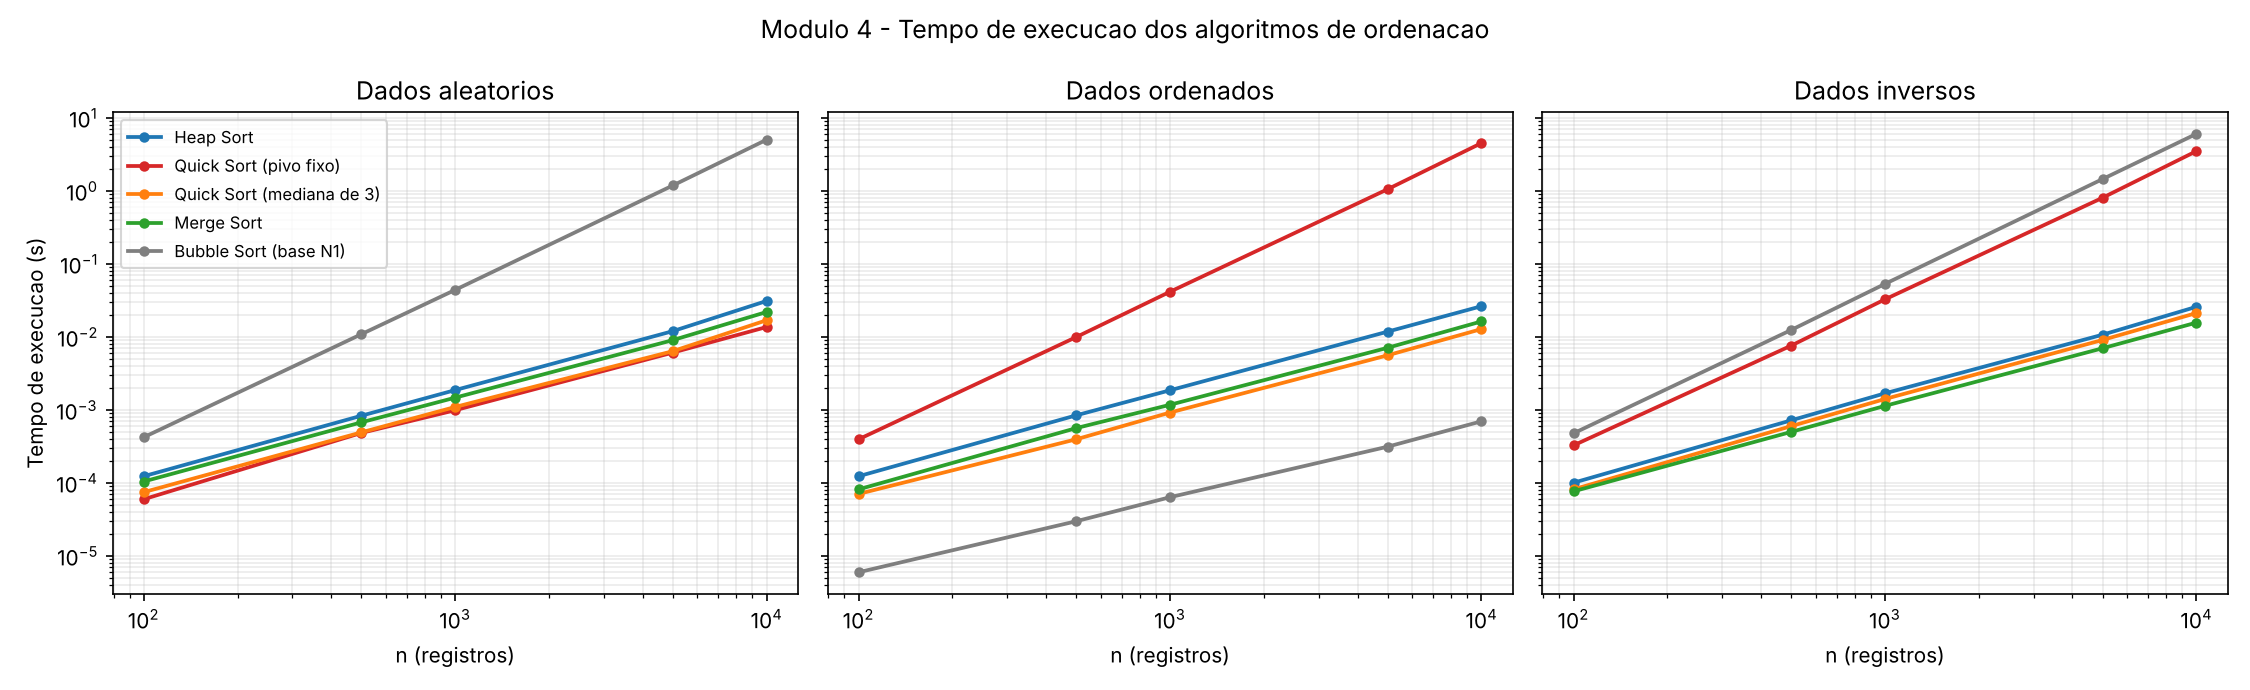 Modulo 4 - Tempo de execucao dos algoritmos de ordenacao
Dados aleatorios
Dados ordenados
Dados inversos
Tempo de execucao (s)
10^1
10^0
10^-1
10^-2
10^-3
10^-4
10^-5
Heap Sort
Quick Sort (pivo fixo)
Quick Sort (mediana de 3)
Merge Sort
Bubble Sort (base N1)
10^2 10^3 10^4
10^2 10^3 10^4
10^2 10^3 10^4
n (registros)
n (registros)
n (registros)